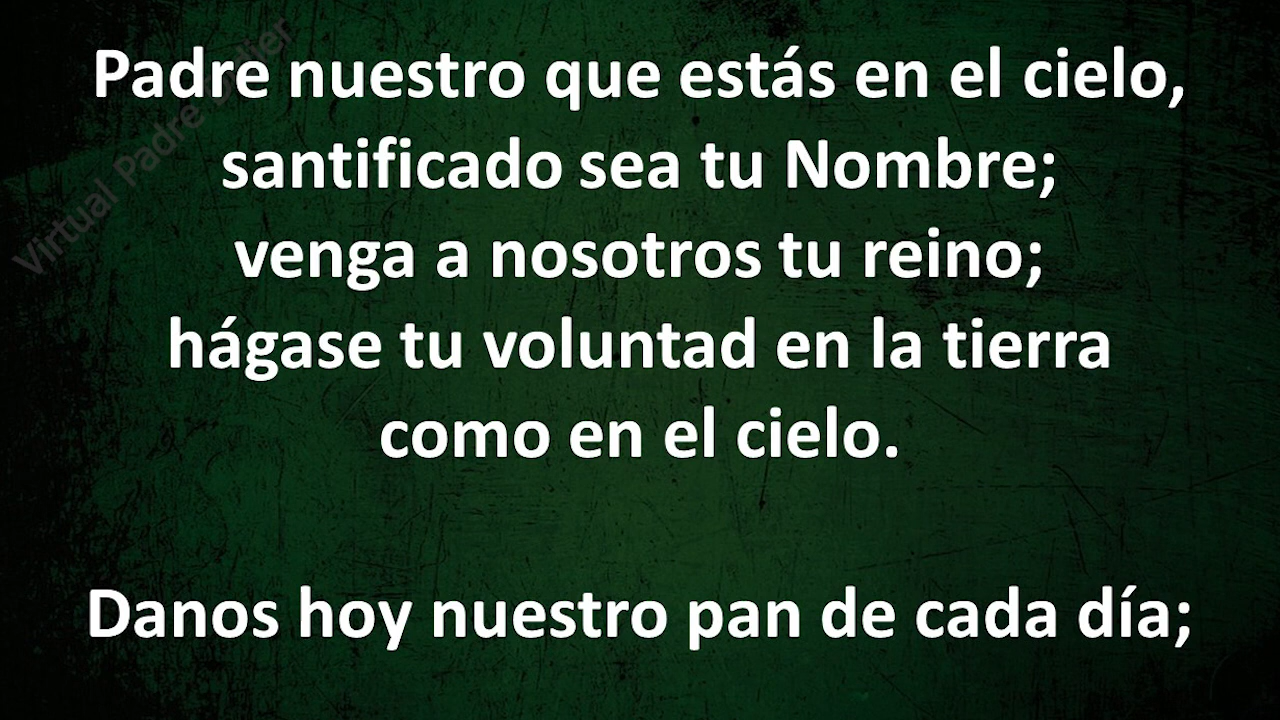 Padre nuestro que estás en el cielo,
santificado sea tu Nombre;
venga a nosotros tu reino;
hágase tu voluntad en la tierra
como en el cielo.
Danos hoy nuestro pan de cada día;
Virtual Padre